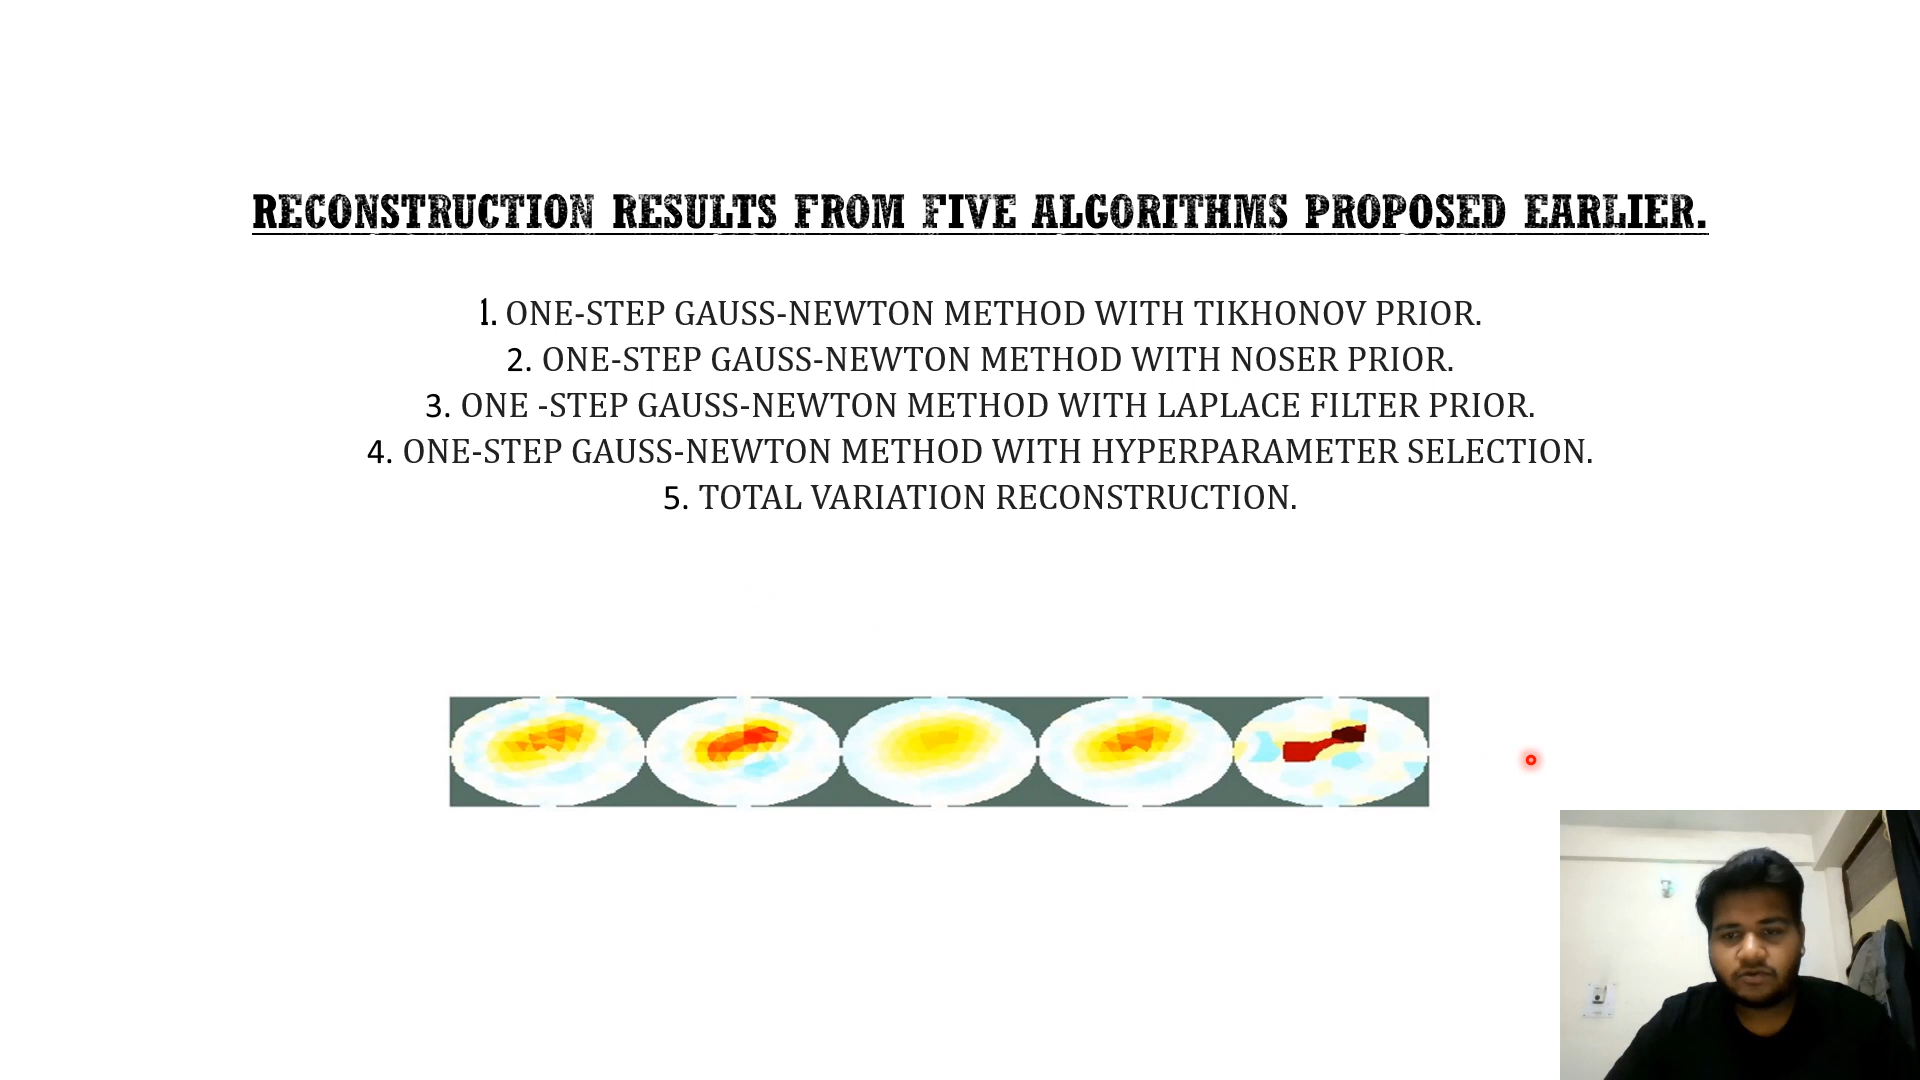 RECONSTRUCTION RESULTS FROM FIVE ALGORITHMS PROPOSED EARLIER.
1. ONE-STEP GAUSS-NEWTON METHOD WITH TIKHONOV PRIOR.
2. ONE-STEP GAUSS-NEWTON METHOD WITH NOSER PRIOR.
3. ONE -STEP GAUSS-NEWTON METHOD WITH LAPLACE FILTER PRIOR.
4. ONE-STEP GAUSS-NEWTON METHOD WITH HYPERPARAMETER SELECTION.
5. TOTAL VARIATION RECONSTRUCTION.